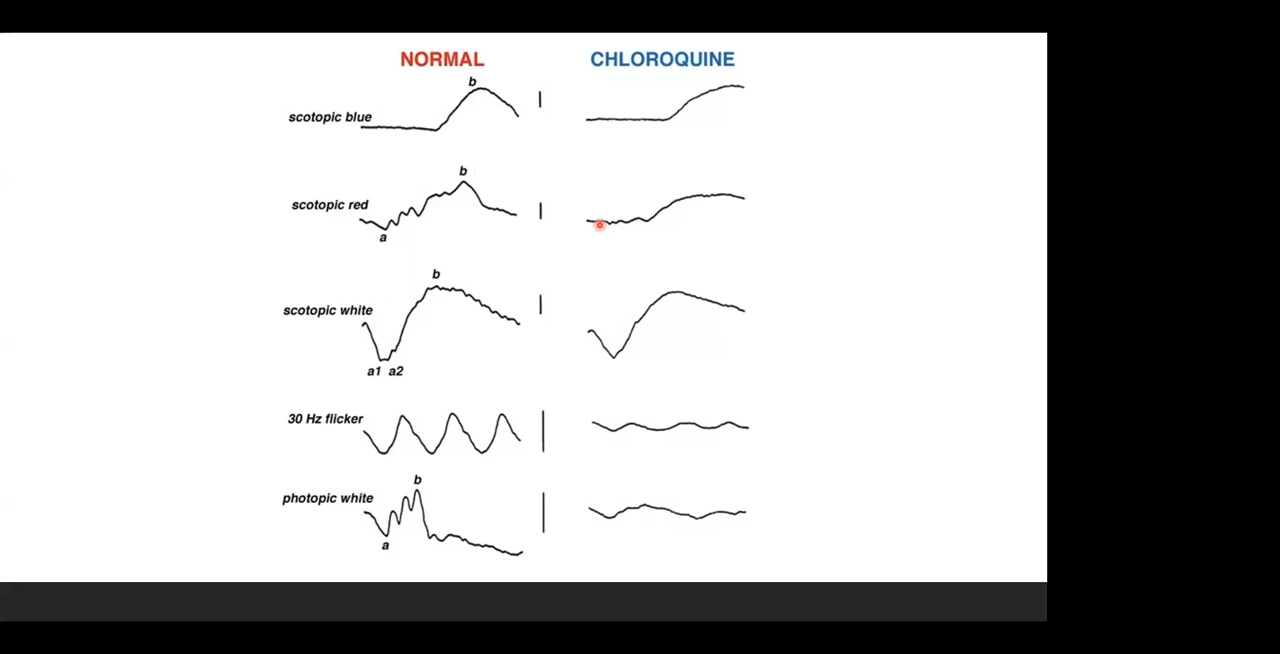 NORMAL CHLOROQUINE
b
scotopic blue
b
scotopic red
a
b
scotopic white
a1 a2
30 Hz flicker
b
photopic white
a